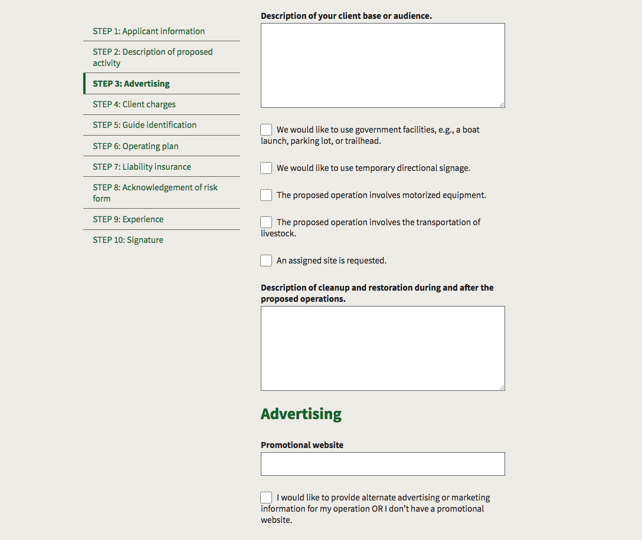 STEP 1: Applicant information
STEP 2: Description of proposed
activity
STEP 3: Advertising
STEP 4: Client charges
STEP 5: Guide identification
STEP 6: Operating plan
STEP 7: Liability insurance
STEP 8: Acknowledgement of risk
form
STEP 9: Experience
STEP 10: Signature
Description of your client base or audience.
We would like to use government facilities, e.g., a boat
launch, parking lot, or trailhead.
We would like to use temporary directional signage.
The proposed operation involves motorized equipment.
The proposed operation involves the transportation of
livestock.
An assigned site is requested.
Description of cleanup and restoration during and after the
proposed operations.
Advertising
Promotional website
I would like to provide alternate advertising or marketing
information for my operation OR I don't have a promotional
website.